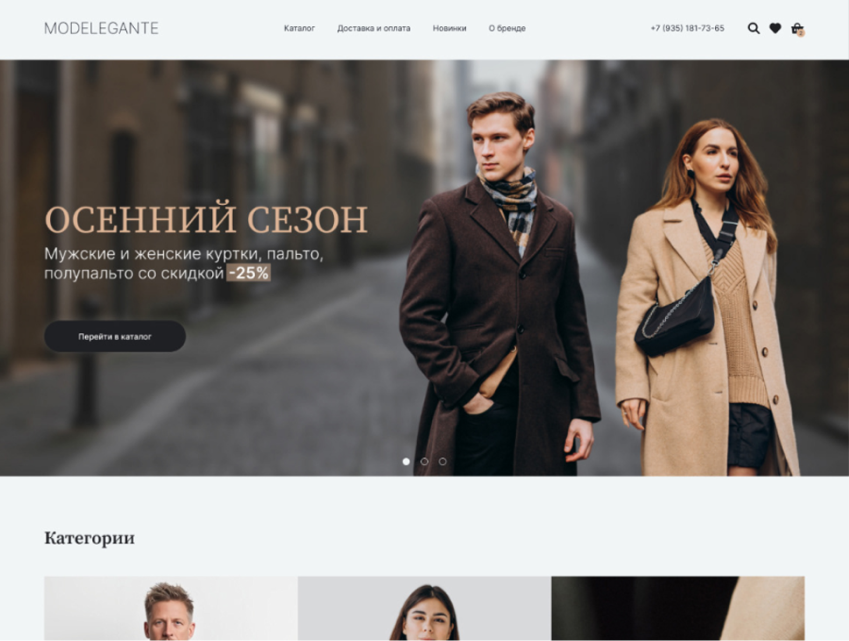 MODELEGANTE
Каталог
Доставка и оплата
Новинки
О бренде
+7 (935) 181-73-65
ОСЕННИЙ СЕЗОН
Мужские и женские куртки, пальто,
полупальто со скидкой -25%
Перейти в каталог
Категории